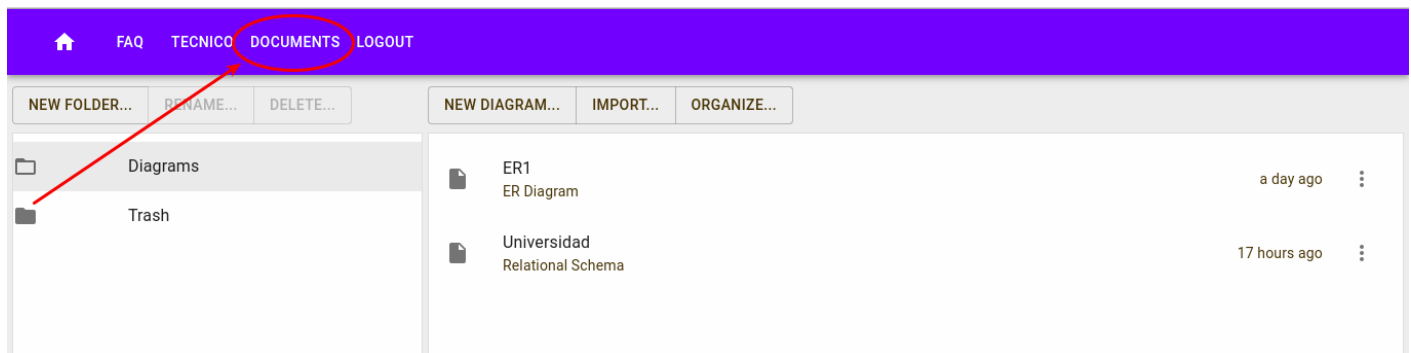 FAQ TECNICO DOCUMENTS LOGOUT
NEW FOLDER... RENAME... DELETE... NEW DIAGRAM... IMPORT... ORGANIZE...
Diagrams
Trash
ER1
ER Diagram
a day ago
Universidad
Relational Schema
17 hours ago